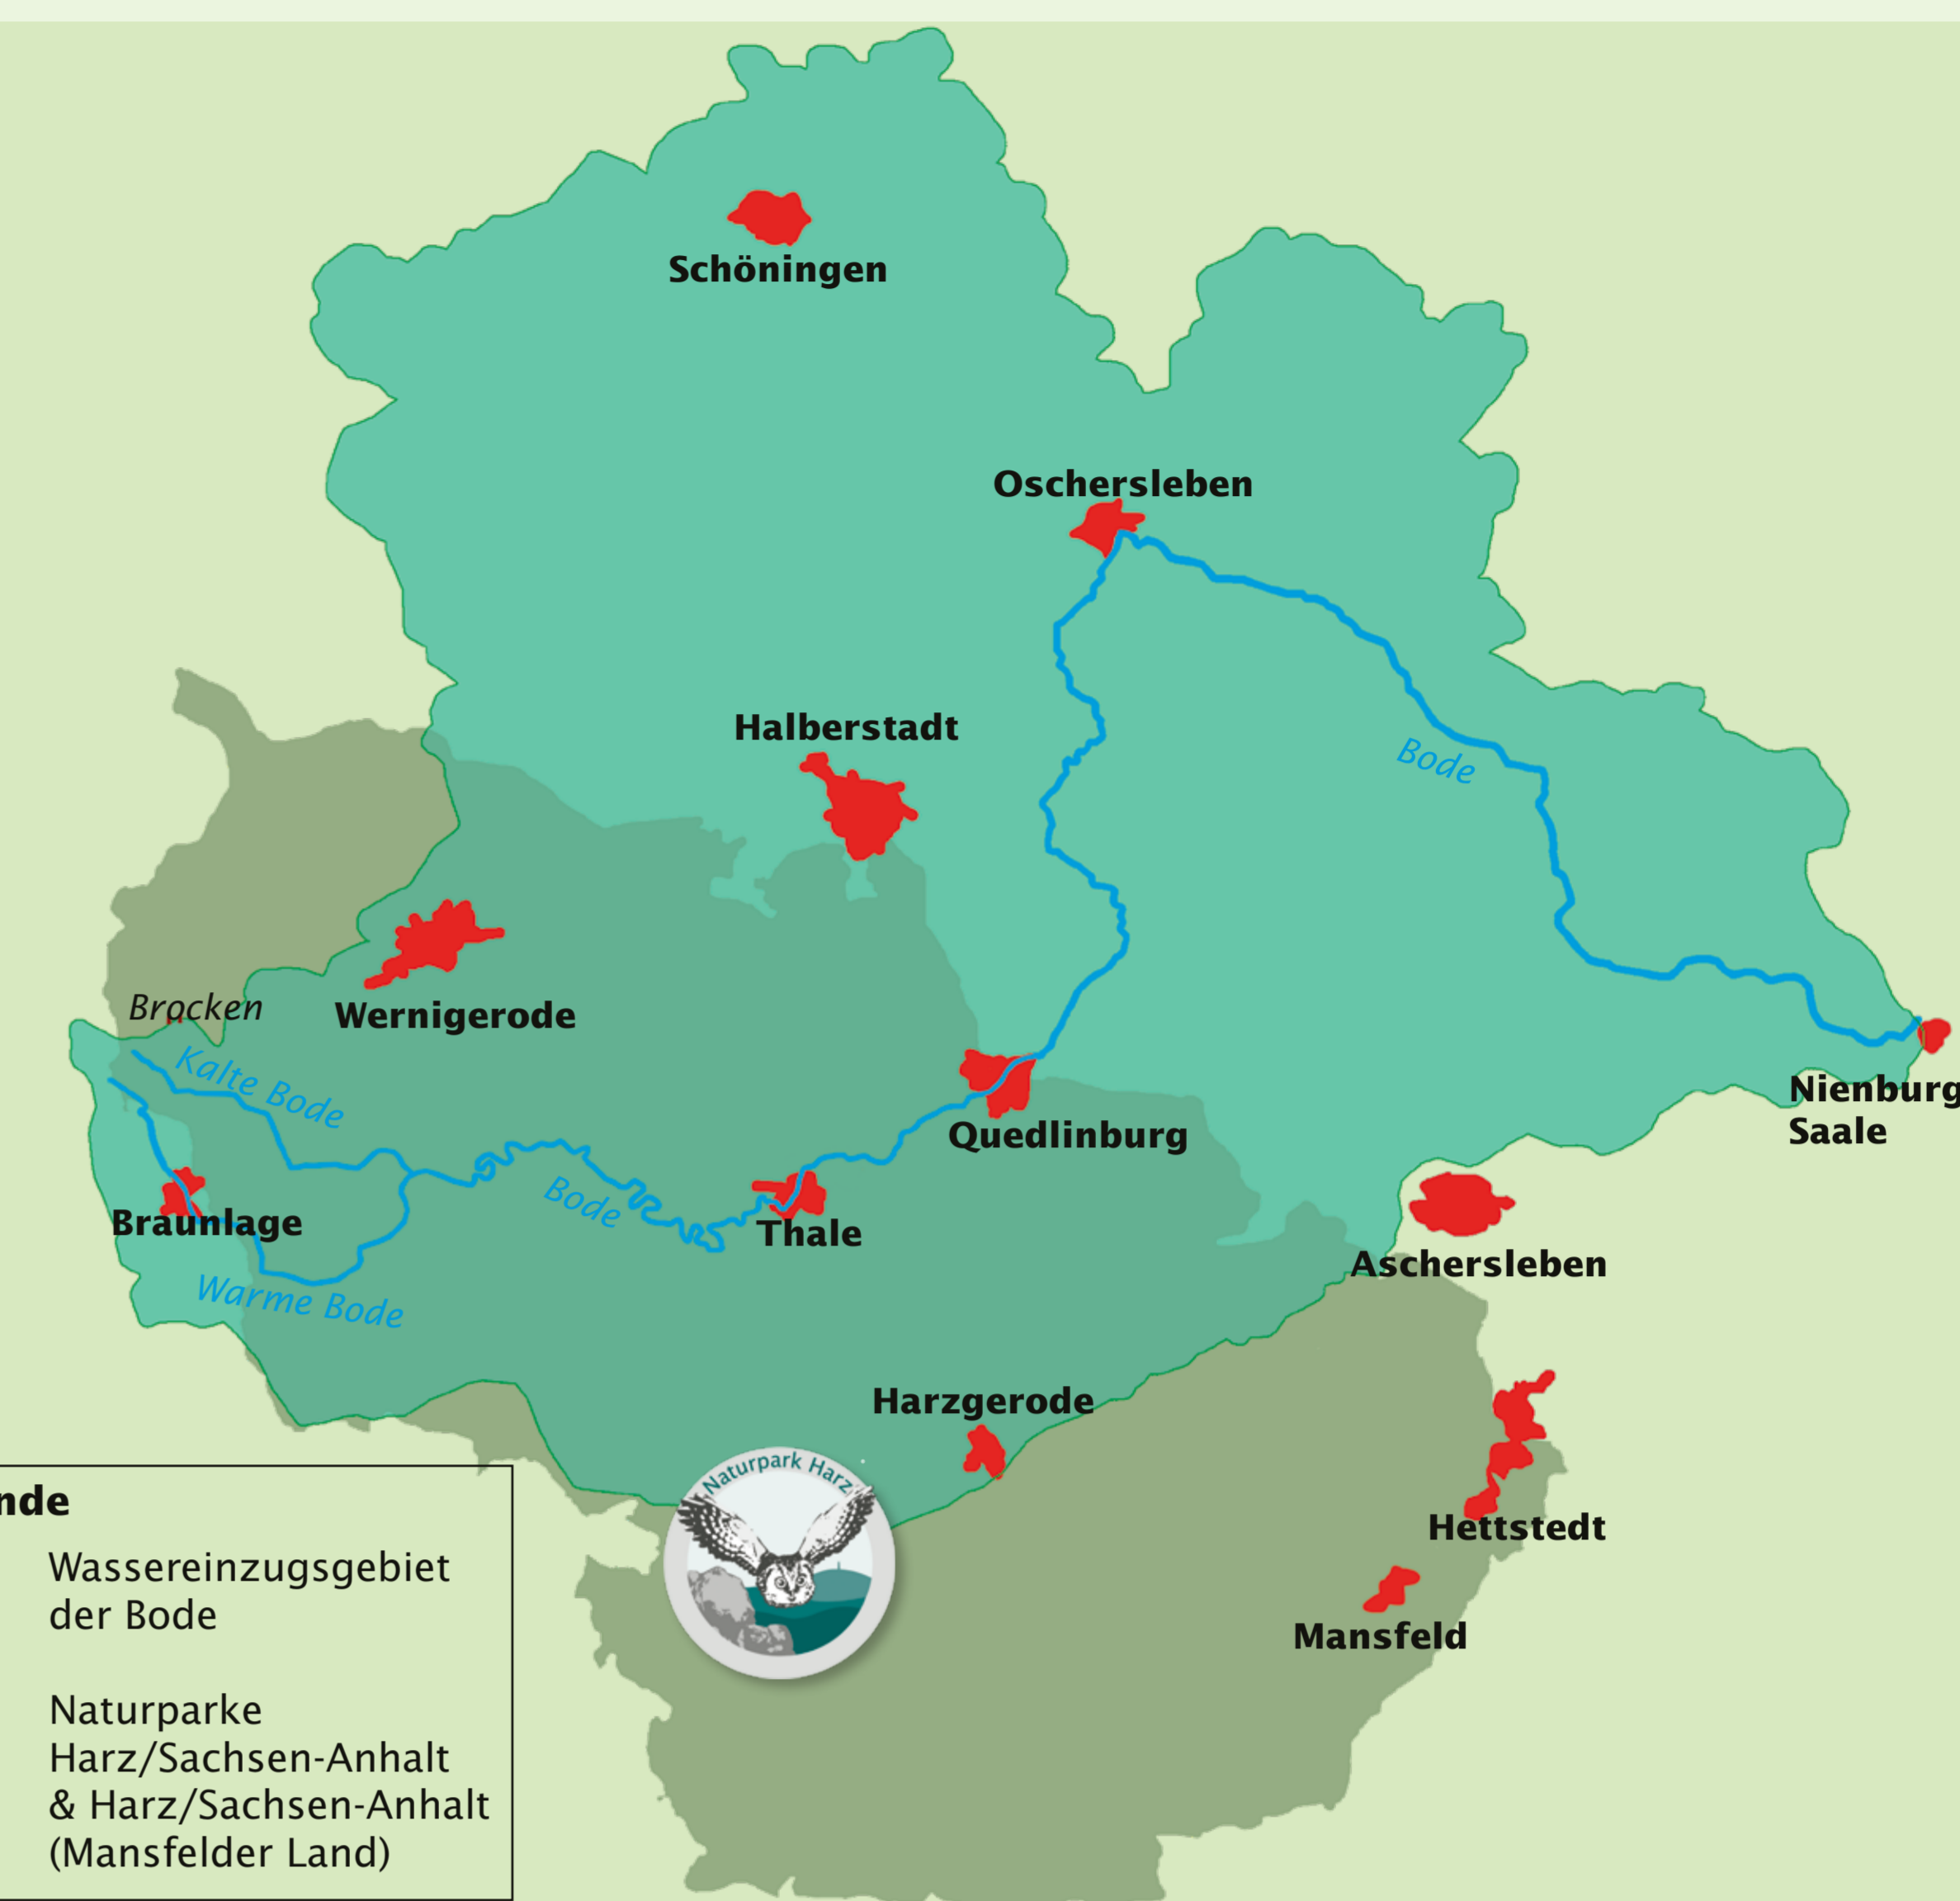 Schöningen
Oschersleben
Halberstadt
Bode
Wernigerode
Brocken
Kalte Bode
Nienburg
Saale
Quedlinburg
Bode
Thale
Braunlage
Aschersleben
Warme Bode
Harzgerode
Naturpark Harz
Hettstedt
Mansfeld
nde
Wassereinzugsgebiet
der Bode
Naturparke
Harz/Sachsen-Anhalt
& Harz/Sachsen-Anhalt
(Mansfelder Land)